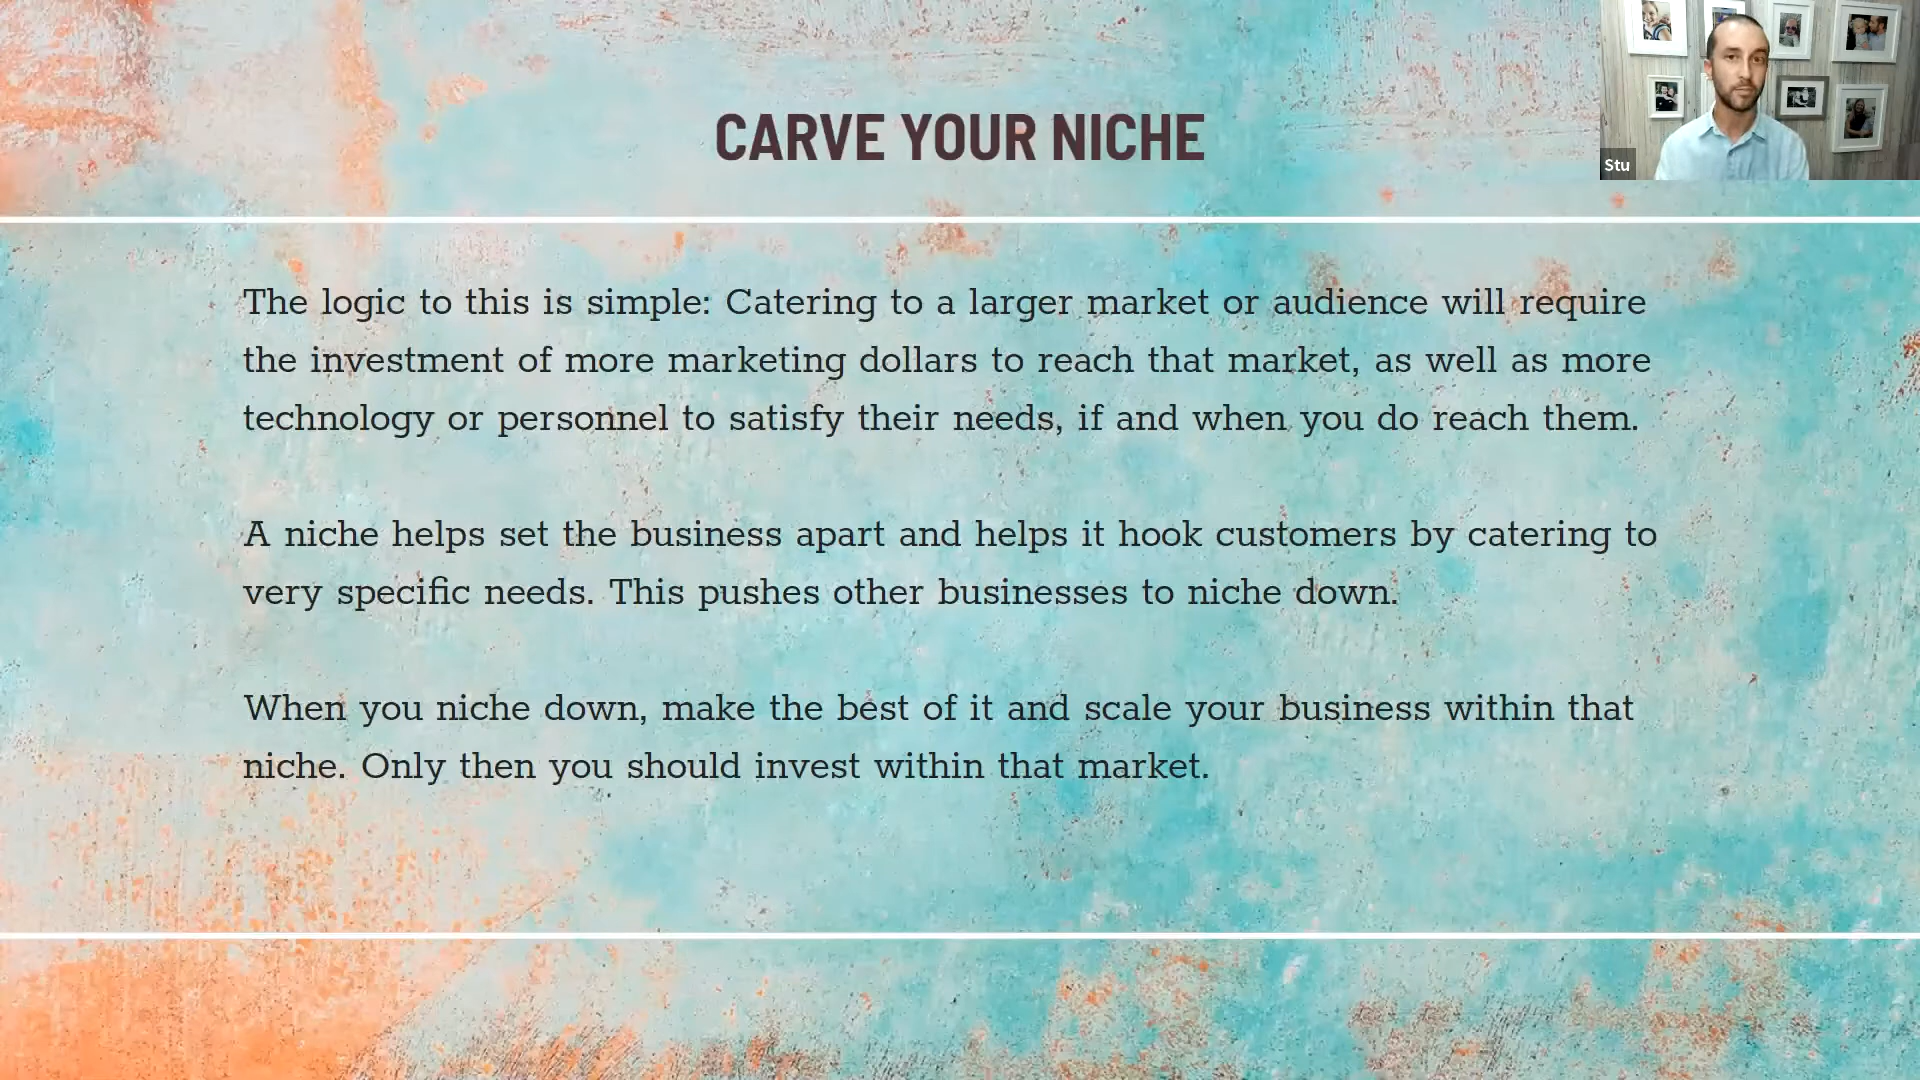 CARVE YOUR NICHE
Stu
The logic to this is simple: Catering to a larger market or audience will require
the investment of more marketing dollars to reach that market, as well as more
technology or personnel to satisfy their needs, if and when you do reach them.
A niche helps set the business apart and helps it hook customers by catering to
very specific needs. This pushes other businesses to niche down.
When you niche down, make the best of it and scale your business within that
niche. Only then you should invest within that market.